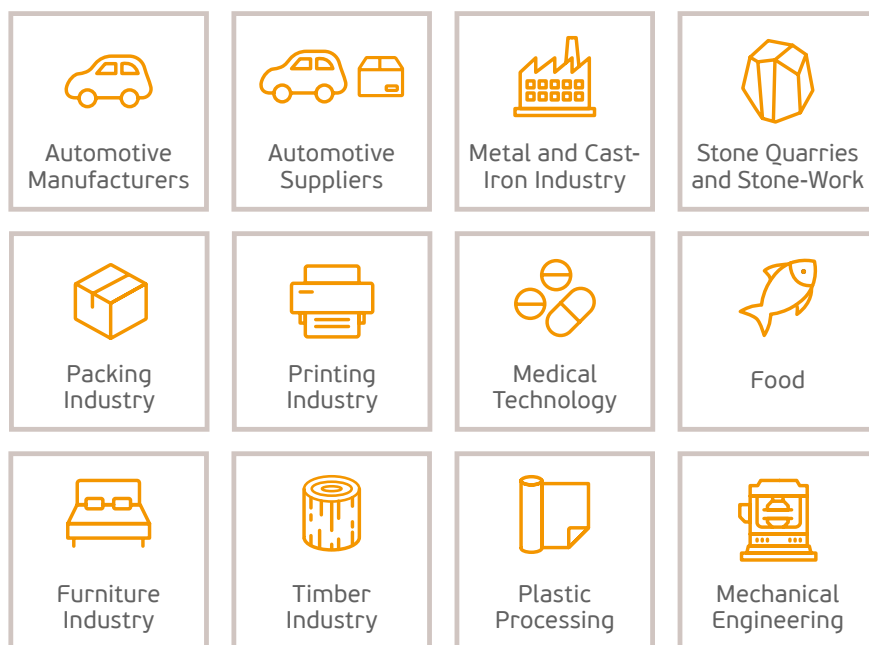 Automotive
Manufacturers
Automotive
Suppliers
Metal and Cast-
Iron Industry
Stone Quarries
and Stone-Work
Packing
Industry
Printing
Industry
Medical
Technology
Food
Furniture
Industry
Timber
Industry
Plastic
Processing
Mechanical
Engineering